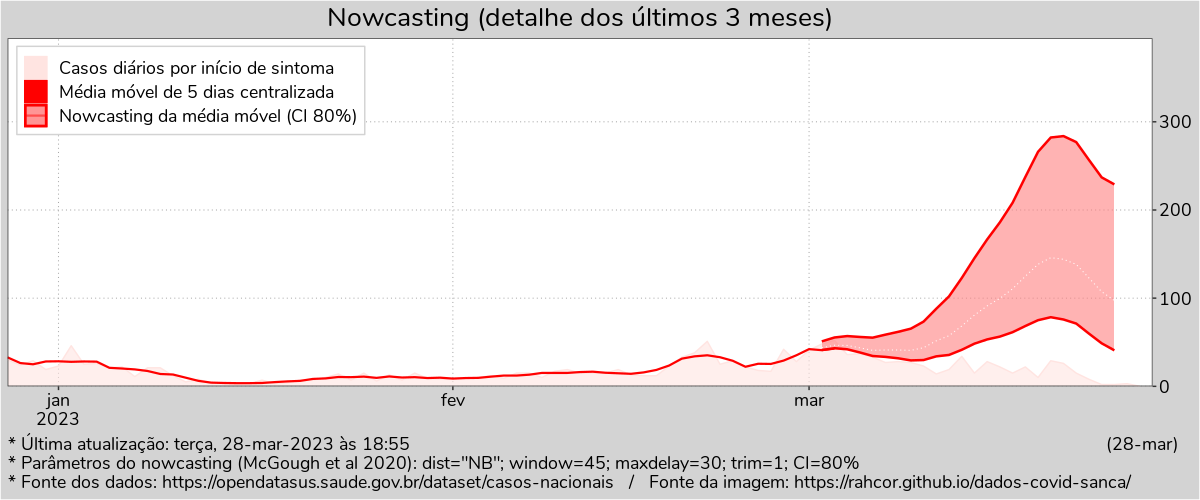 Nowcasting (detalhe dos últimos 3 meses)
Casos diários por início de sintoma
Média móvel de 5 dias centralizada
Nowcasting da média móvel (CI 80%)
300
200
100
0
jan fev mar
2023
* Última atualização: terça, 28-mar-2023 às 18:55 (28-mar)
* Parâmetros do nowcasting (McGough et al 2020): dist="NB"; window=45; maxdelay=30; trim=1; CI=80%
* Fonte dos dados: https://opendatasus.saude.gov.br/dataset/casos-nacionais / Fonte da imagem: https://rahcor.github.io/dados-covid-sanca/